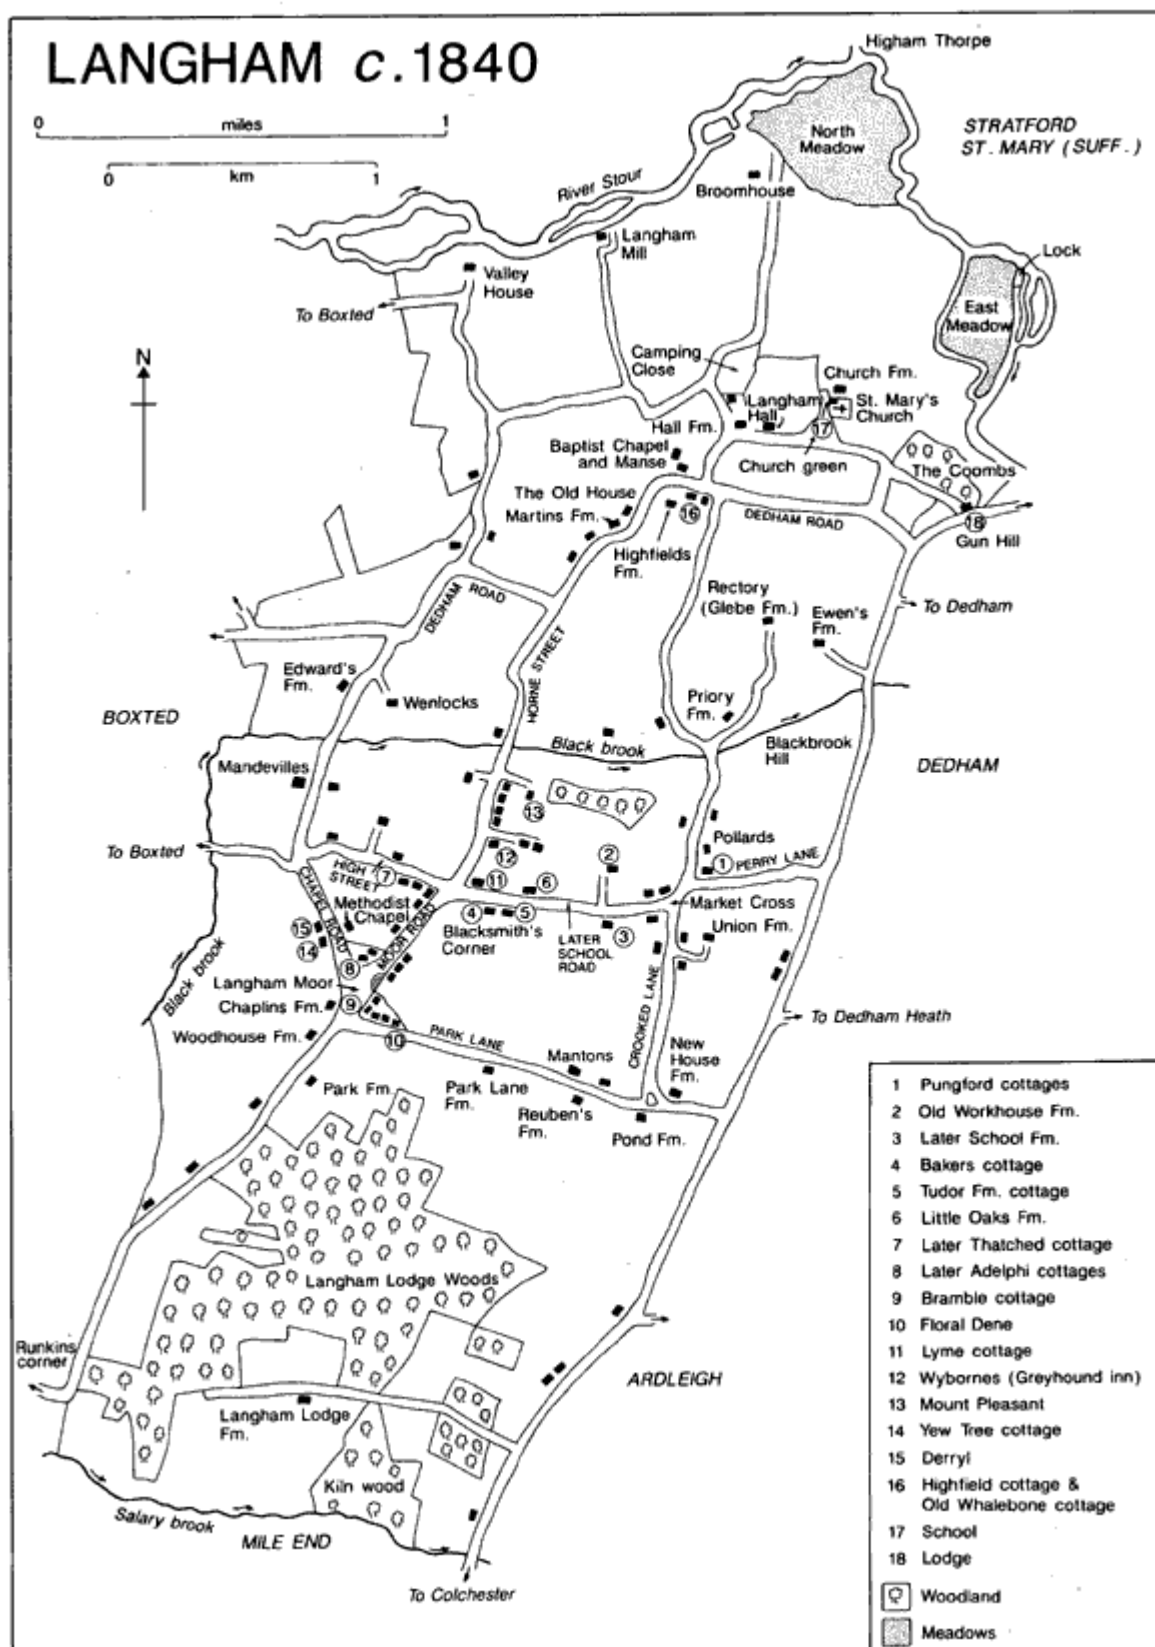 LANGHAM c.1840
0 miles 1
0 km 1
N
Higham Thorpe
STRATFORD
ST. MARY (SUFF.)
North
Meadow
River Stour
Broomhouse
Langham
Mill
Lock
Valley
House
East
Meadow
To Boxted
Camping
Close
Church Fm.
Langham
Hall
St. Mary's
Church
Hall Fm.
17
Baptist Chapel
and Manse
Church green
The Coombs
The Old House
Martins Fm.
16
DEDHAM ROAD
18
Gun Hill
Highfields
Fm.
DEDHAM ROAD
Rectory
(Glebe Fm.)
Ewen's
Fm.
To Dedham
HORNE STREET
Edward's
Fm.
Wenlocks
Priory
Fm.
BOXTED
Black brook
Blackbrook
Hill
DEDHAM
Mandevilles
13
To Boxted
12
2
Pollards
1
PERRY LANE
HIGH
STREET
7
11
6
Market Cross
CHAPEL ROAD
Methodist
Chapel
MOOR ROAD
4
5
Blacksmith's
Corner
LATER
SCHOOL
ROAD
3
Union Fm.
15
14
8
Black brook
Langham Moor
Chaplins Fm.
9
CROOKED LANE
To Dedham Heath
Woodhouse Fm.
10
PARK LANE
Mantons
New
House
Fm.
Park Fm.
Park Lane
Fm.
Reuben's
Fm.
Pond Fm.
Langham Lodge Woods
Runkins
corner
ARDLEIGH
Langham Lodge
Fm.
Kiln wood
Salary brook
MILE END
To Colchester
1 Pungford cottages
2 Old Workhouse Fm.
3 Later School Fm.
4 Bakers cottage
5 Tudor Fm. cottage
6 Little Oaks Fm.
7 Later Thatched cottage
8 Later Adelphi cottages
9 Bramble cottage
10 Floral Dene
11 Lyme cottage
12 Wybornes (Greyhound inn)
13 Mount Pleasant
14 Yew Tree cottage
15 Derryl
16 Highfield cottage &
Old Whalebone cottage
17 School
18 Lodge
Woodland
Meadows